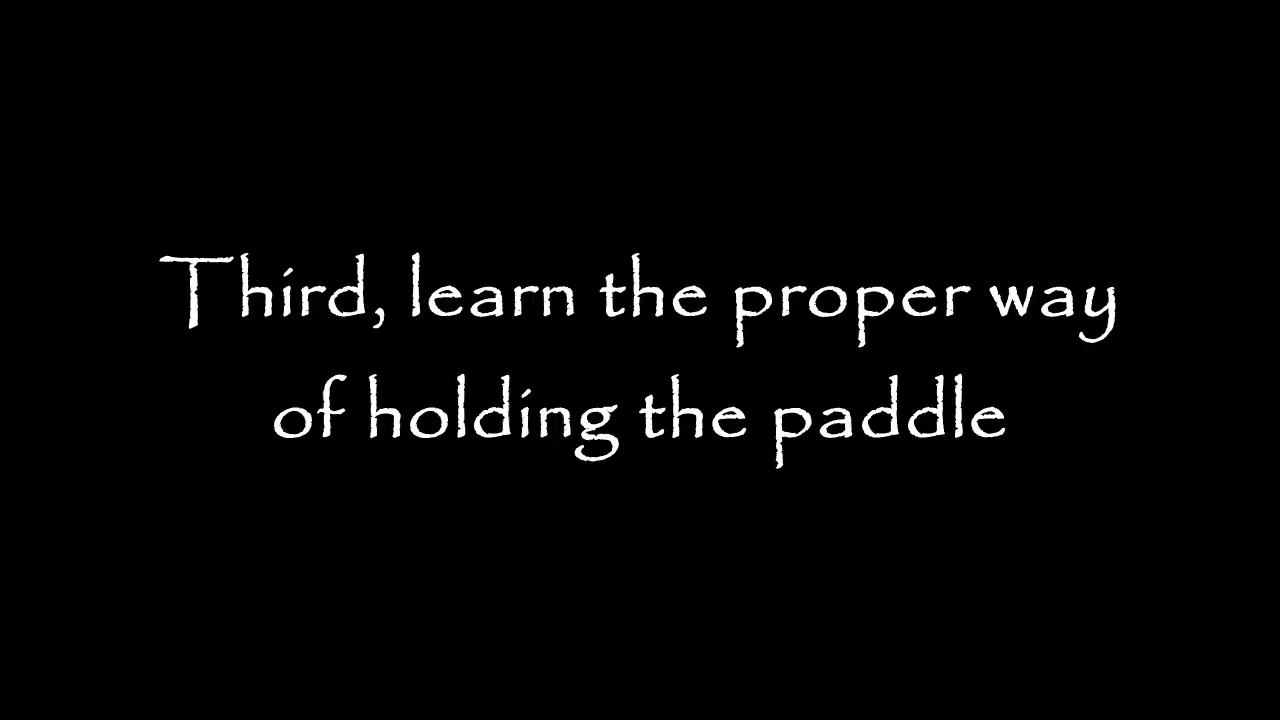 Third, learn the proper way
of holding the paddle